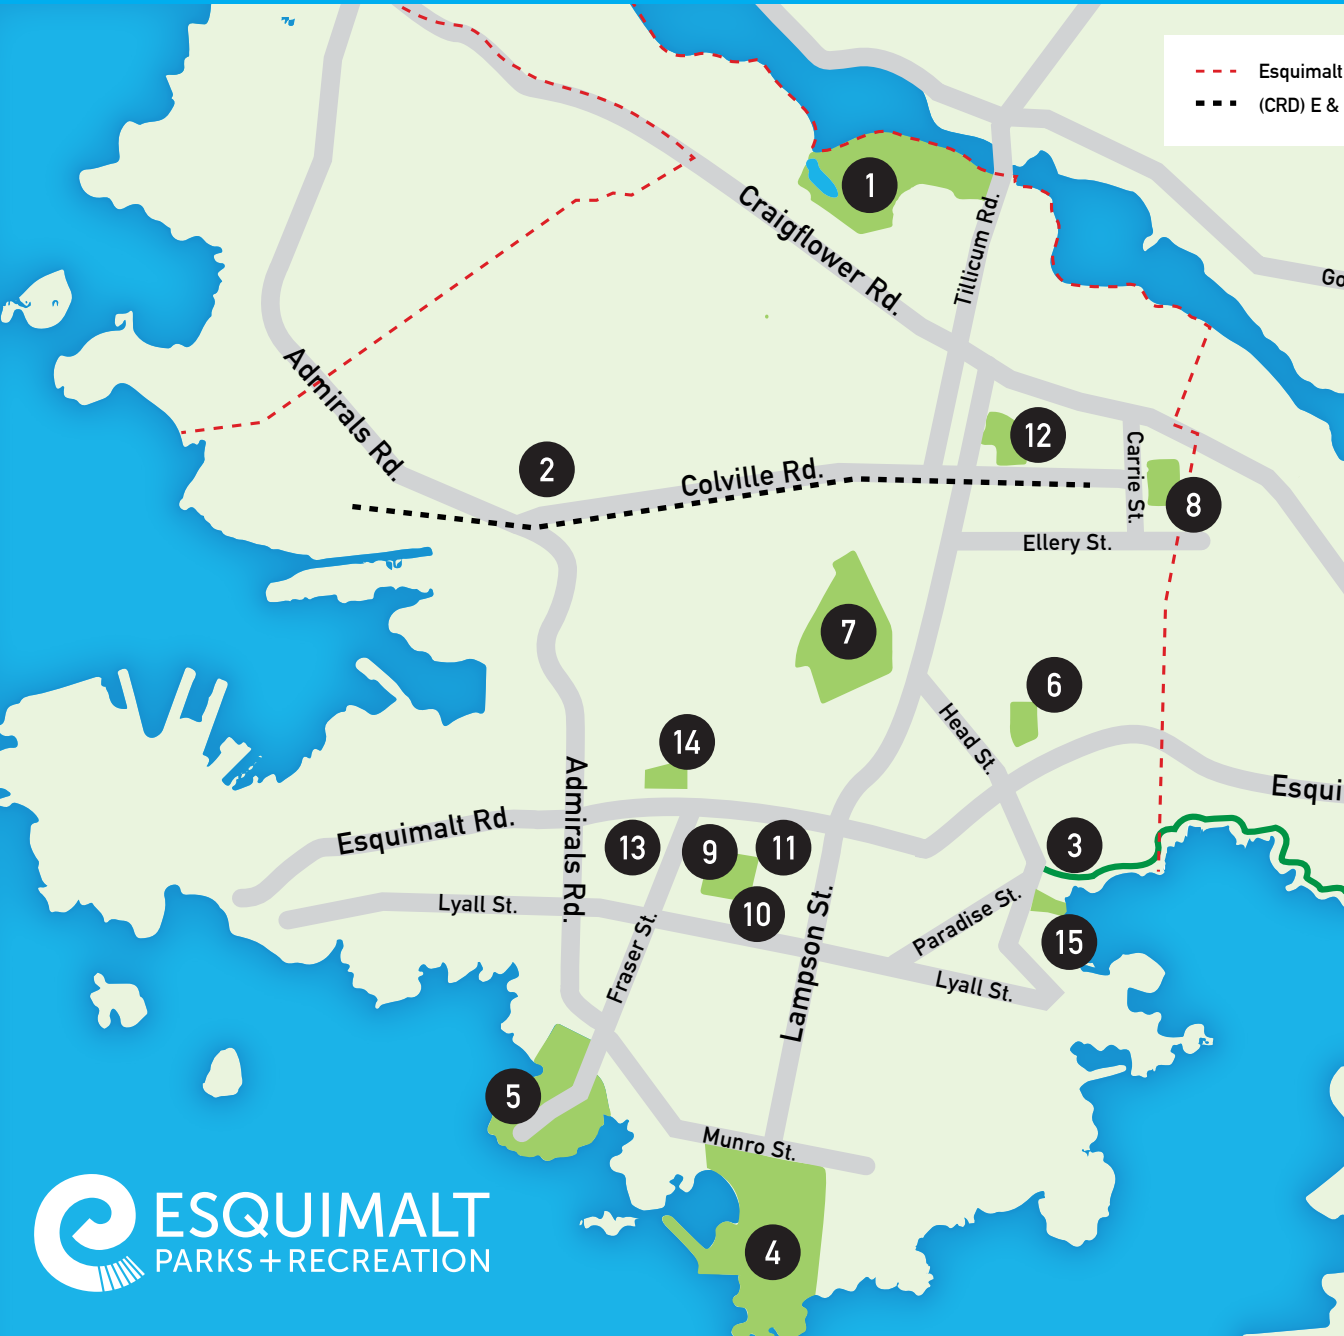 Esquimalt
(CRD) E &
1
Craigflower Rd.
Tillicum Rd.
Go
Admirals Rd.
2
Colville Rd.
12
Carrie St.
8
Ellery St.
7
6
Head St.
14
Esqui
Admirals Rd.
Esquimalt Rd.
13
9
11
3
Lyall St.
10
Fraser St.
Lampson St.
Paradise St.
15
Lyall St.
5
Munro St.
4
ESQUIMALT
PARKS + RECREATION